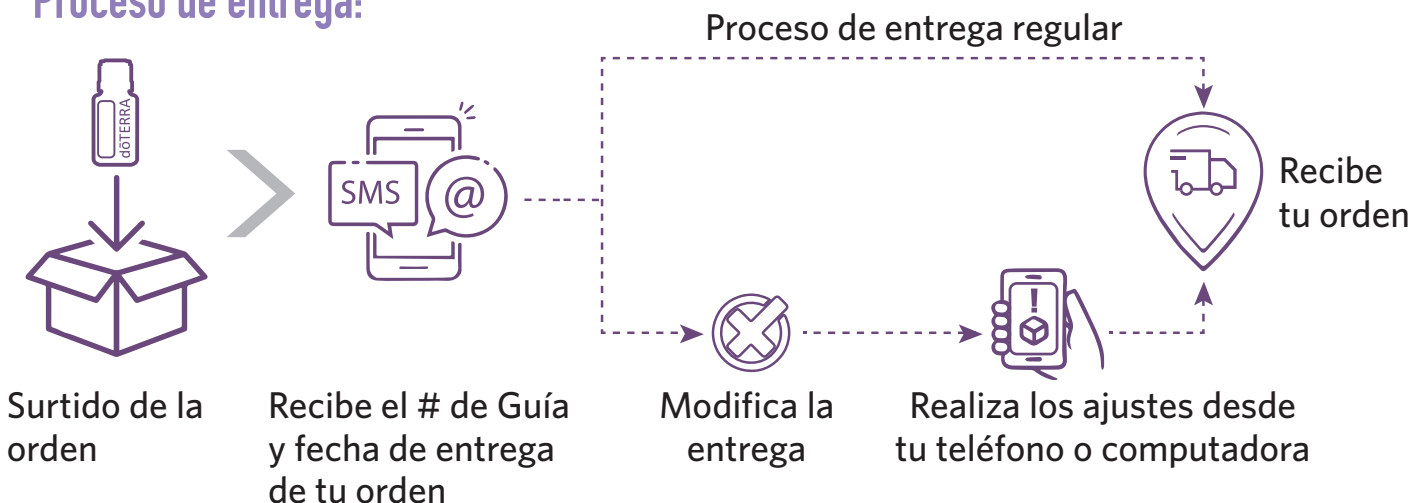 Proceso de entrega:
Proceso de entrega regular
dōTERRA
SMS
@
Recibe
tu orden
Surtido de la
orden
Recibe el # de Guía
y fecha de entrega
de tu orden
Modifica la
entrega
Realiza los ajustes desde
tu teléfono o computadora